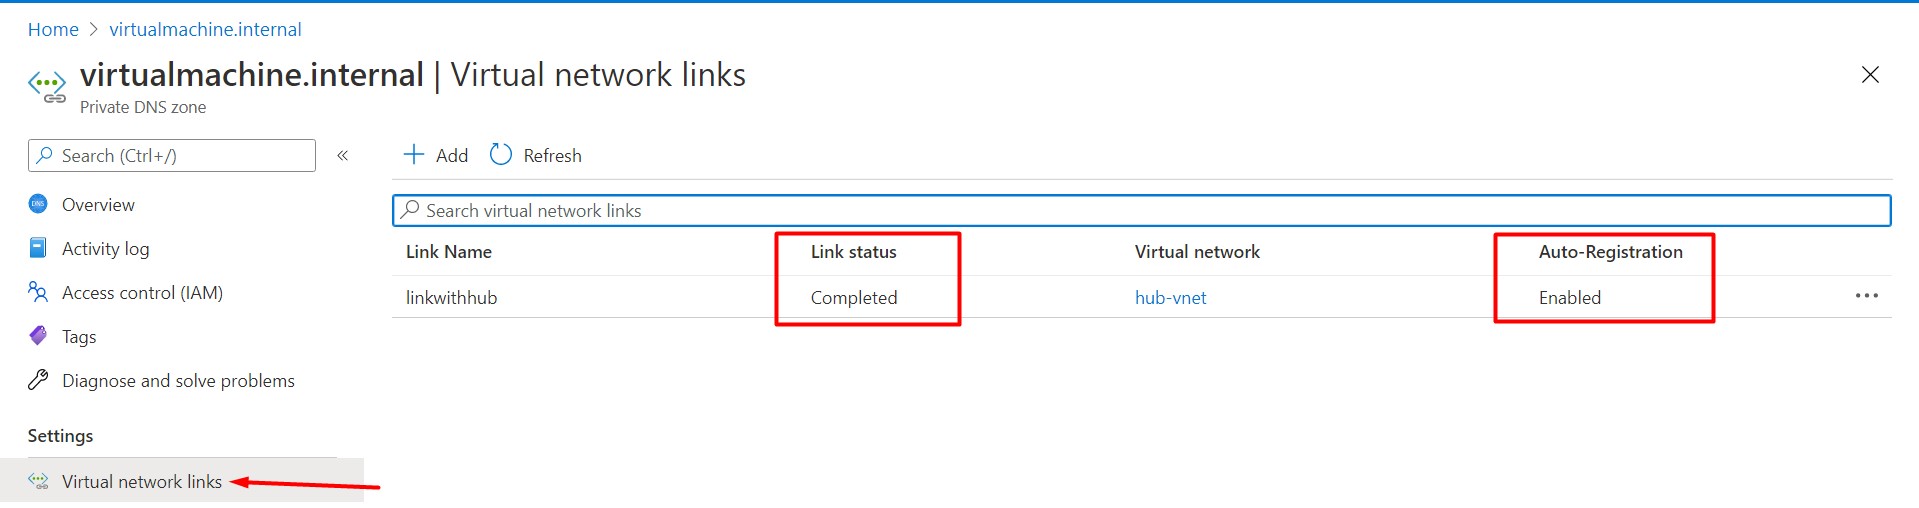 Home > virtualmachine.internal
virtualmachine.internal | Virtual network links
Private DNS zone
Search (Ctrl+/) «
Add Refresh
DNS Overview
Activity log
Access control (IAM)
Tags
Diagnose and solve problems
Settings
Virtual network links
Search virtual network links
Link Name Link status Virtual network Auto-Registration
linkwithhub Completed hub-vnet Enabled